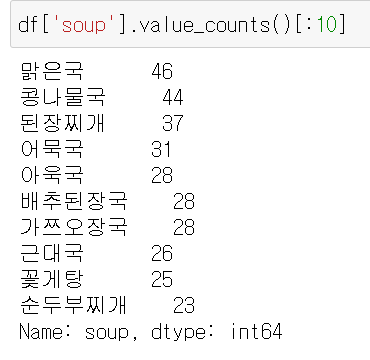 df['soup'].value_counts()[:10]
맑은국 46
콩나물국 44
된장찌개 37
어묵국 31
아욱국 28
배추된장국 28
가쯔오장국 28
근대국 26
꽃게탕 25
순두부찌개 23
Name: soup, dtype: int64